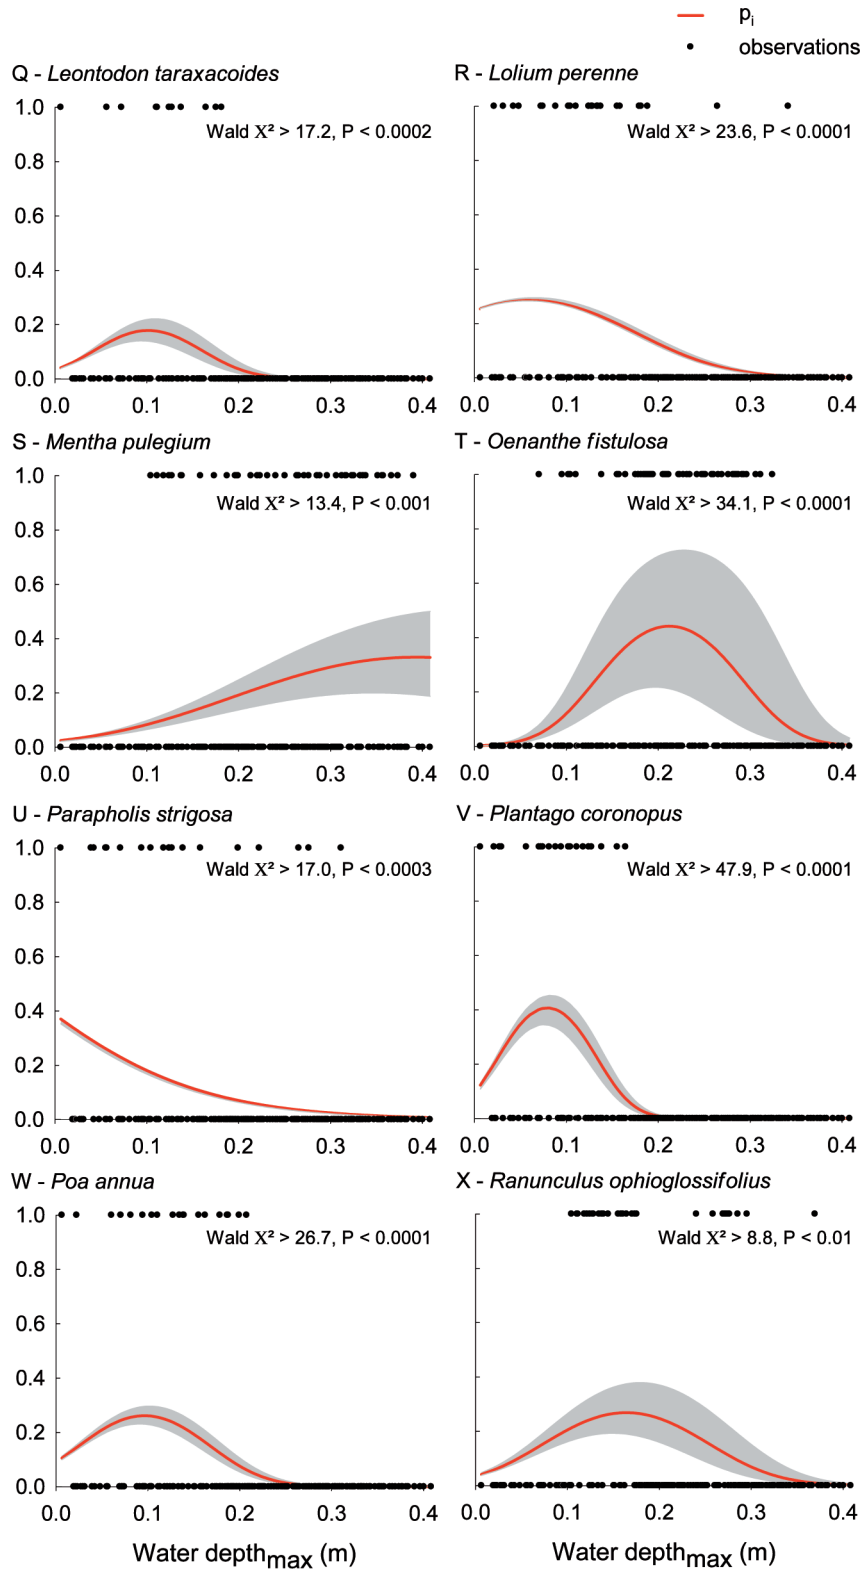 pi
observations
Q - Leontodon taraxacoides
R - Lolium perenne
1.0
0.8
0.6
0.4
0.2
0.0
Wald X² > 17.2, P < 0.0002
Wald X² > 23.6, P < 0.0001
0.0 0.1 0.2 0.3 0.4
0.0 0.1 0.2 0.3 0.4
S - Mentha pulegium
T - Oenanthe fistulosa
1.0
0.8
0.6
0.4
0.2
0.0
Wald X² > 13.4, P < 0.001
Wald X² > 34.1, P < 0.0001
0.0 0.1 0.2 0.3 0.4
0.0 0.1 0.2 0.3 0.4
U - Parapholis strigosa
V - Plantago coronopus
1.0
0.8
0.6
0.4
0.2
0.0
Wald X² > 17.0, P < 0.0003
Wald X² > 47.9, P < 0.0001
0.0 0.1 0.2 0.3 0.4
0.0 0.1 0.2 0.3 0.4
W - Poa annua
X - Ranunculus ophioglossifolius
1.0
0.8
0.6
0.4
0.2
0.0
Wald X² > 26.7, P < 0.0001
Wald X² > 8.8, P < 0.01
0.0 0.1 0.2 0.3 0.4
0.0 0.1 0.2 0.3 0.4
Water depthmax (m)
Water depthmax (m)